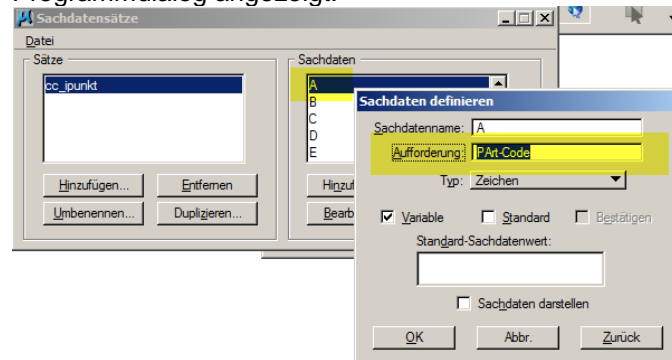 Programmdialog angezeigt.
Sachdatensätze
Datei
Sätze
cc_ipunkt
Hinzufügen...
Entfernen
Umbenennen...
Duplizieren...
Sachdaten
A
B
C
D
E
Hinzuf
Bearb
Sachdaten definieren
Sachdatenname: A
Aufforderung: PArt-Code
Typ: Zeichen
Variable
Standard
Bestätigen
Standard-Sachdatenwert:
Sachdaten darstellen
OK
Abbr.
Zurück